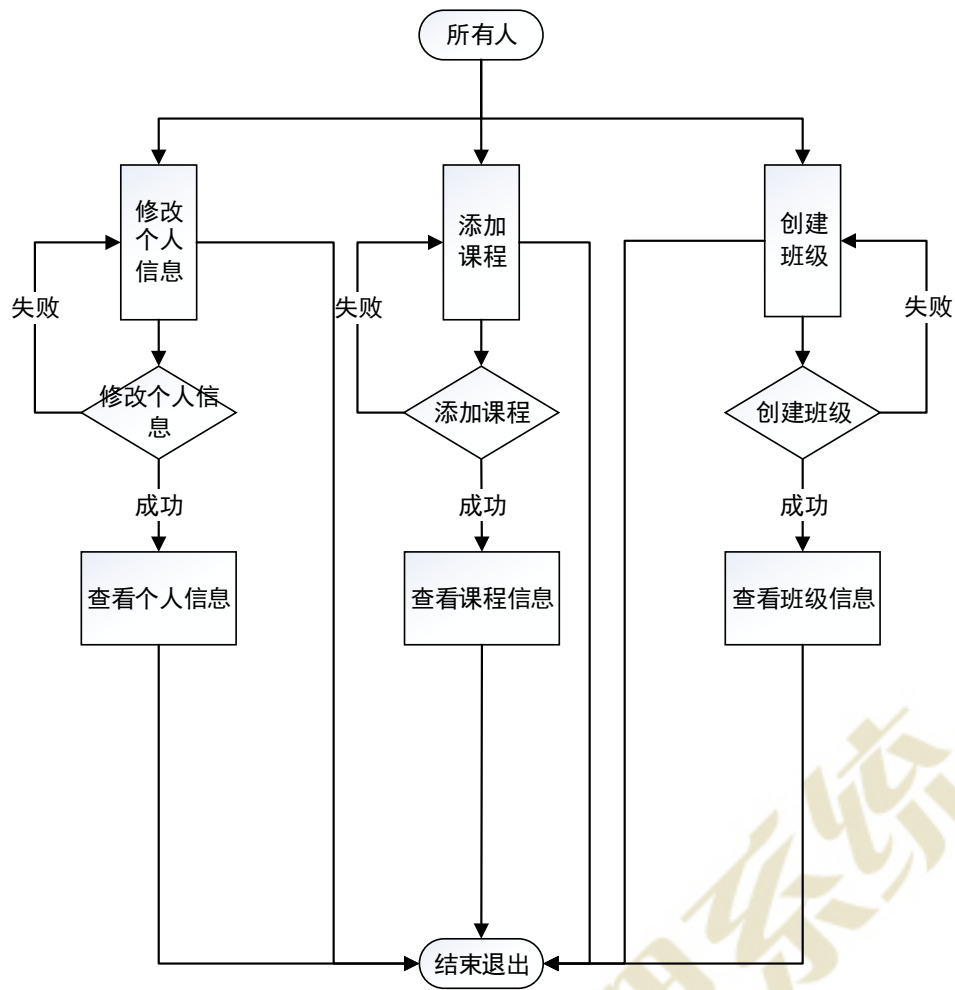 所有人
修改
个人
信息
添加
课程
创建
班级
失败
失败
失败
修改个人信
息
添加课程
创建班级
成功
成功
成功
查看个人信息
查看课程信息
查看班级信息
结束退出
系统